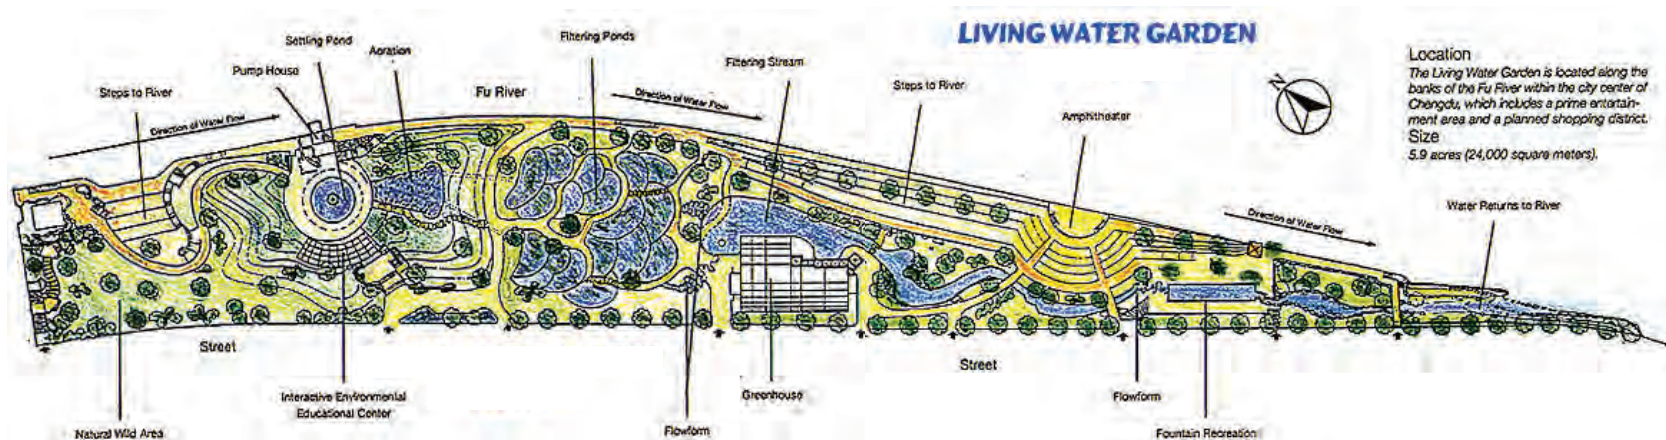 LIVING WATER GARDEN
Location
The Living Water Garden is located along the
banks of the Fu River within the city center of
Chengdu, which includes a prime entertain-
ment area and a planned shopping district.
Size
5.9 acres (24,000 square meters).
N
Settling Pond
Aeration
Filtering Ponds
Pump House
Filtering Stream
Steps to River
Fu River
Steps to River
Direction of Water Flow
Direction of Water Flow
Amphitheater
Water Returns to River
Direction of Water Flow
Street
Street
Interactive Environmental
Educational Center
Greenhouse
Flowform
Natural Wild Area
Flowform
Fountain Recreation